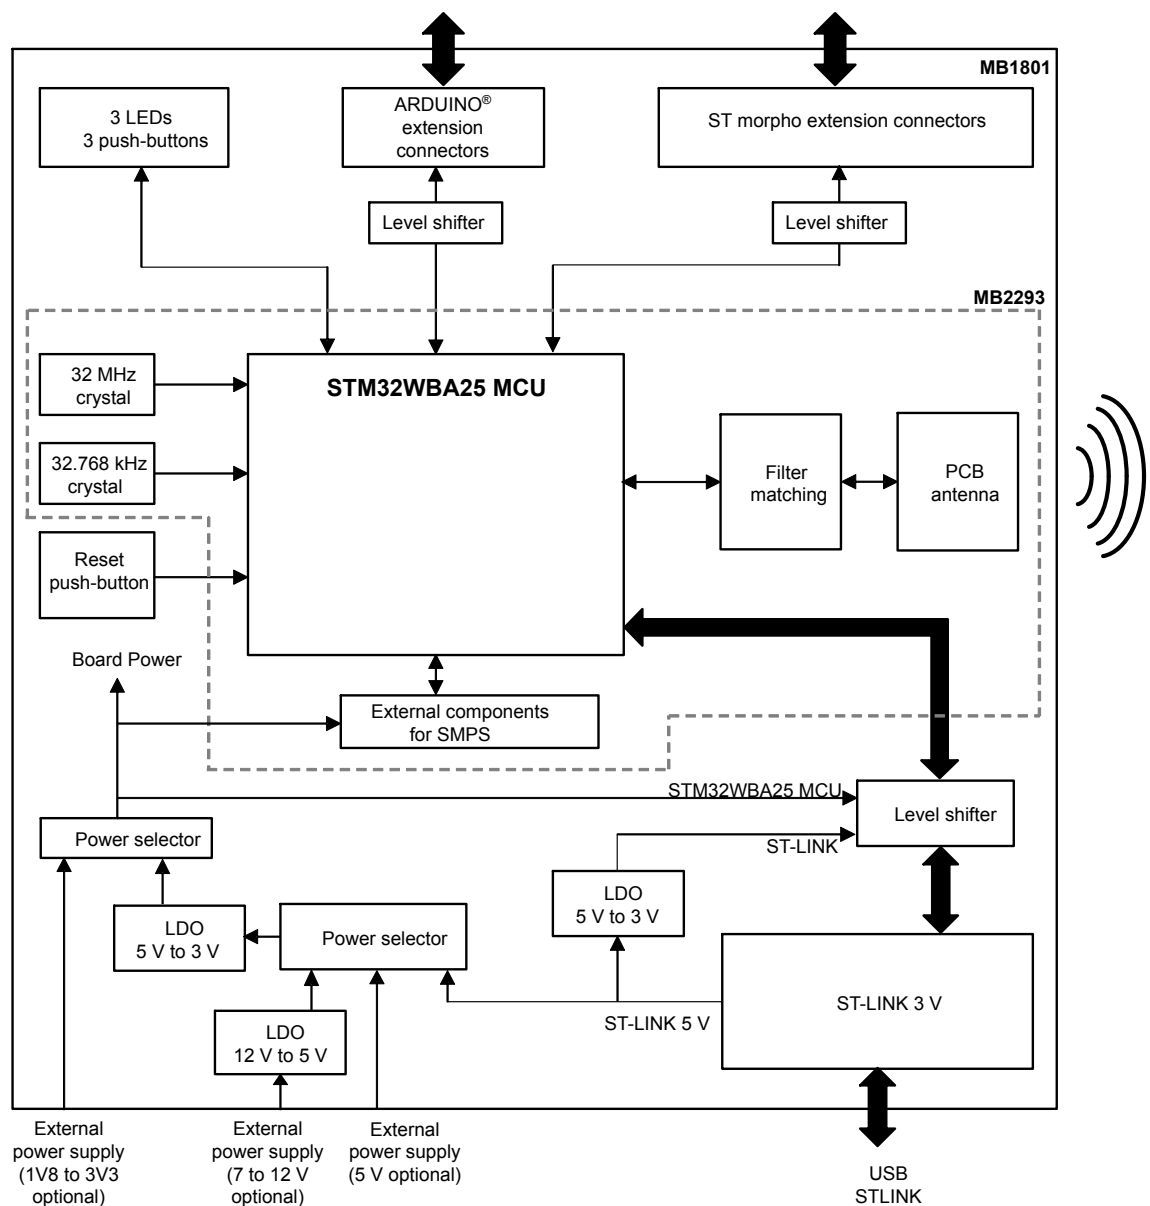 MB1801
3 LEDs
3 push-buttons
ARDUINO®
extension
connectors
ST morpho extension connectors
Level shifter
Level shifter
MB2293
32 MHz
crystal
STM32WBA25 MCU
32.768 kHz
crystal
Filter
matching
PCB
antenna
Reset
push-button
Board Power
External components
for SMPS
STM32WBA25 MCU
Level shifter
Power selector
ST-LINK
LDO
5 V to 3 V
LDO
5 V to 3 V
Power selector
ST-LINK 3 V
ST-LINK 5 V
LDO
12 V to 5 V
External
power supply
(1V8 to 3V3
optional)
External
power supply
(7 to 12 V
optional)
External
power supply
(5 V optional)
USB
STLINK